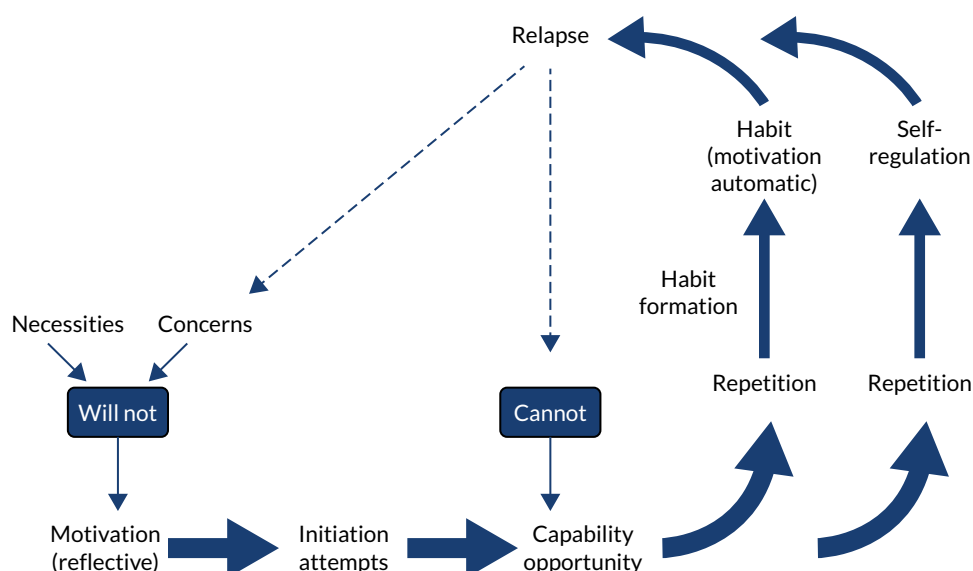 Relapse
Habit
(motivation
automatic)
Self-
regulation
Habit
formation
Necessities
Concerns
Repetition
Repetition
Will not
Cannot
Motivation
(reflective)
Initiation
attempts
Capability
opportunity